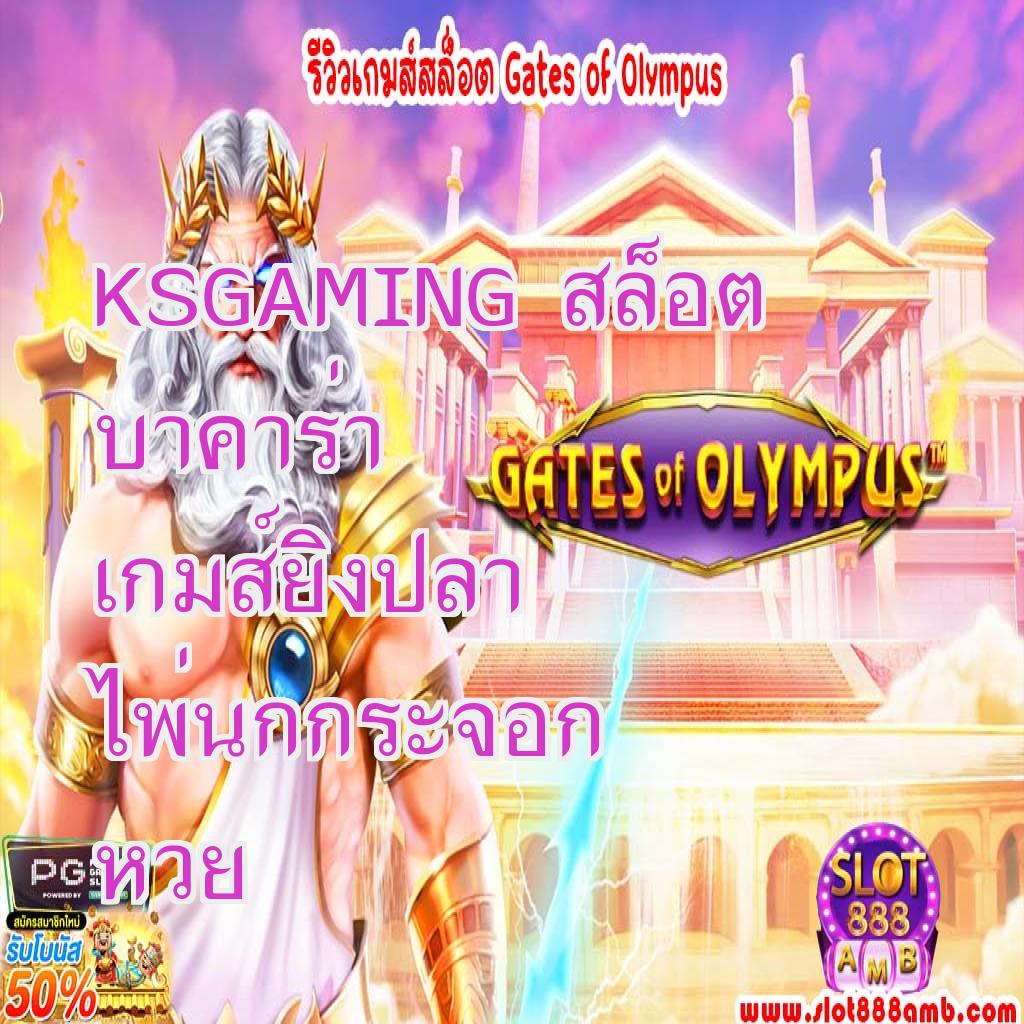 รีวิวเกมส์สล็อต Gates of Olympus
KSGAMING สล็อต
บาคาร่า
GATES of OLYMPUS™
เกมส์ยิงปลา
ไพ่นกกระจอก
หวย
PG
POWERED BY
สมัครสมาชิกใหม่
รับโบนัส
50%
SLOT
888
AMB
www.slot888amb.com